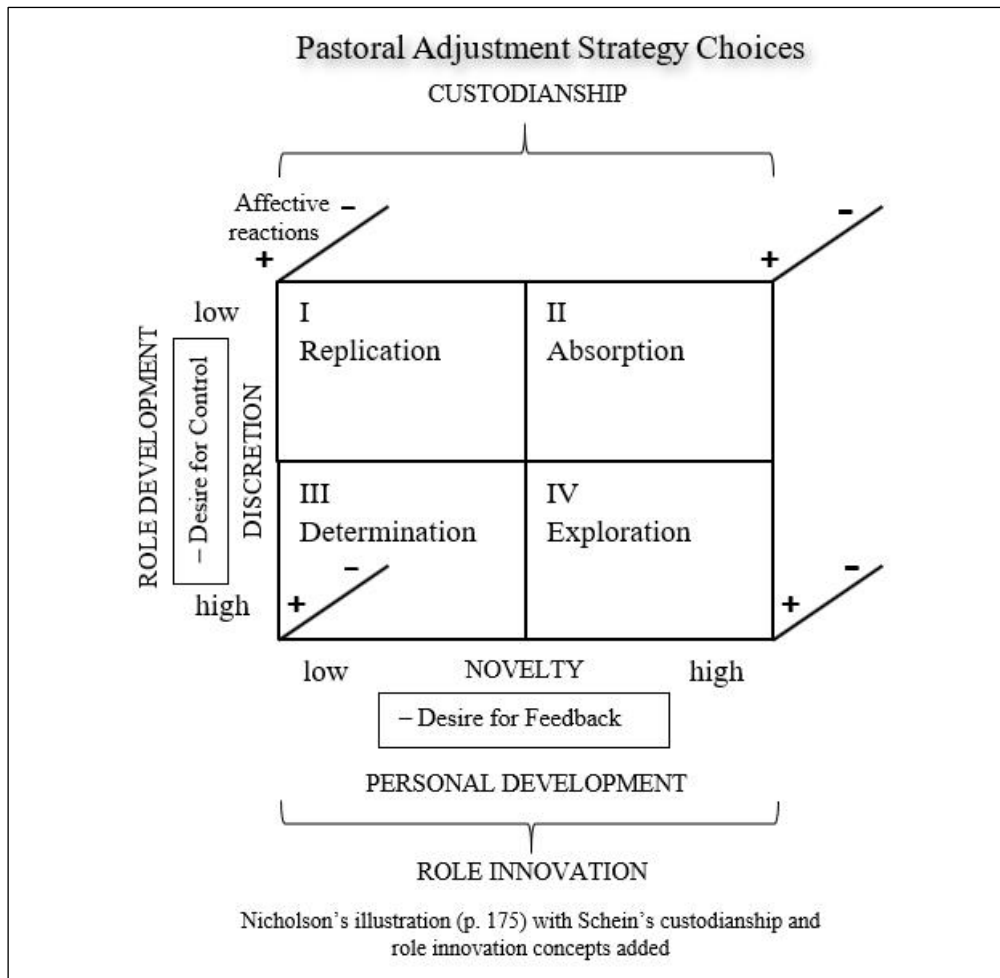 Pastoral Adjustment Strategy Choices
CUSTODIANSHIP
Affective
reactions
–
+
-
+
low
I
Replication
II
Absorption
ROLE DEVELOPMENT
– Desire for Control
DISCRETION
III
Determination
IV
Exploration
high
+
–
+
-
low
NOVELTY
high
– Desire for Feedback
PERSONAL DEVELOPMENT
ROLE INNOVATION
Nicholson’s illustration (p. 175) with Schein’s custodianship and
role innovation concepts added